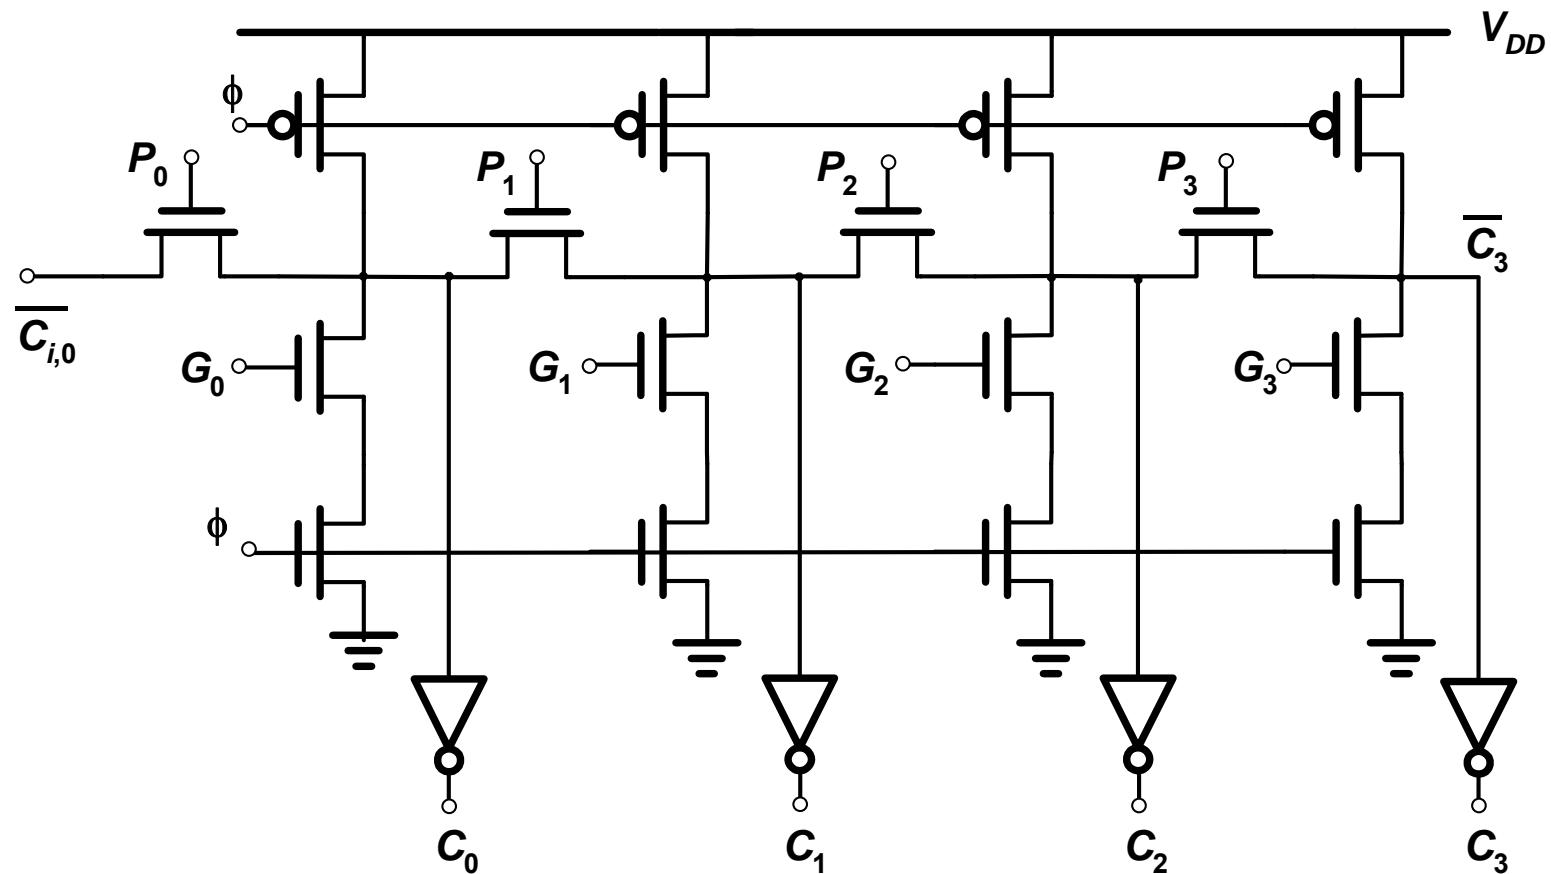 V_DD
ϕ
P_0
P_1
P_2
P_3
C̅_i,0
C̅_3
G_0
G_1
G_2
G_3
ϕ
C_0
C_1
C_2
C_3